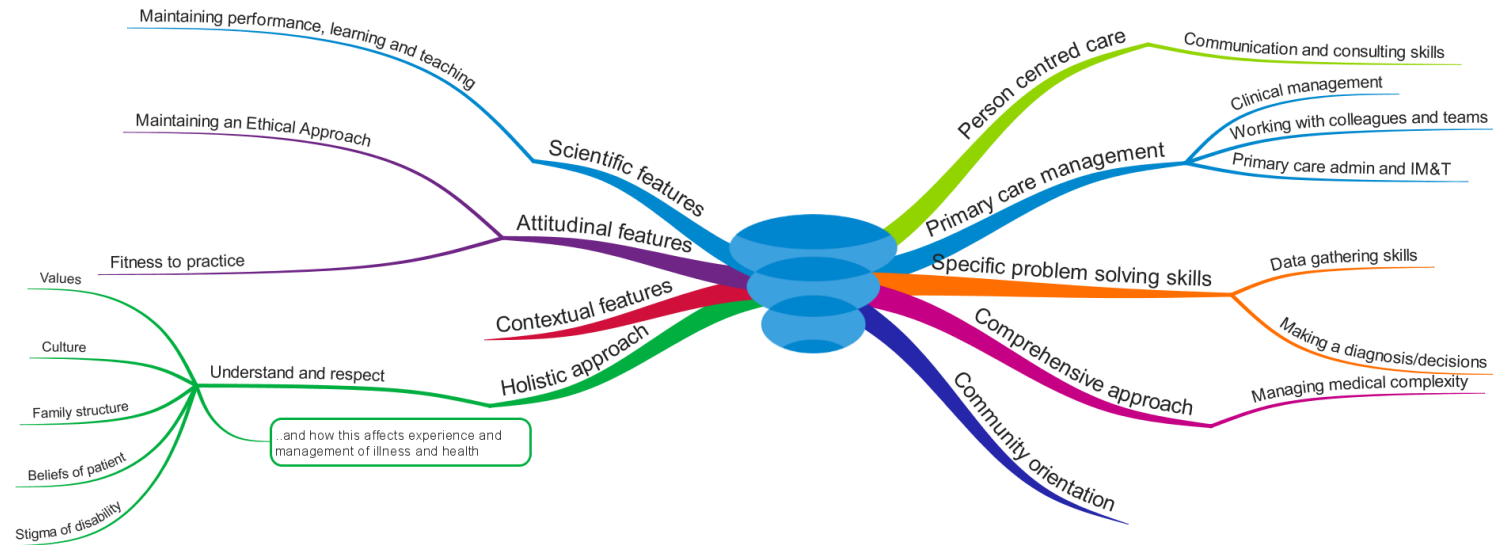 Maintaining performance, learning and teaching
Scientific features
Maintaining an Ethical Approach
Attitudinal features
Fitness to practice
Contextual features
Holistic approach
Understand and respect
Values
Culture
Family structure
Beliefs of patient
Stigma of disability
..and how this affects experience and
management of illness and health
Person centred care
Communication and consulting skills
Primary care management
Clinical management
Working with colleagues and teams
Primary care admin and IM&T
Specific problem solving skills
Data gathering skills
Making a diagnosis/decisions
Comprehensive approach
Managing medical complexity
Community orientation